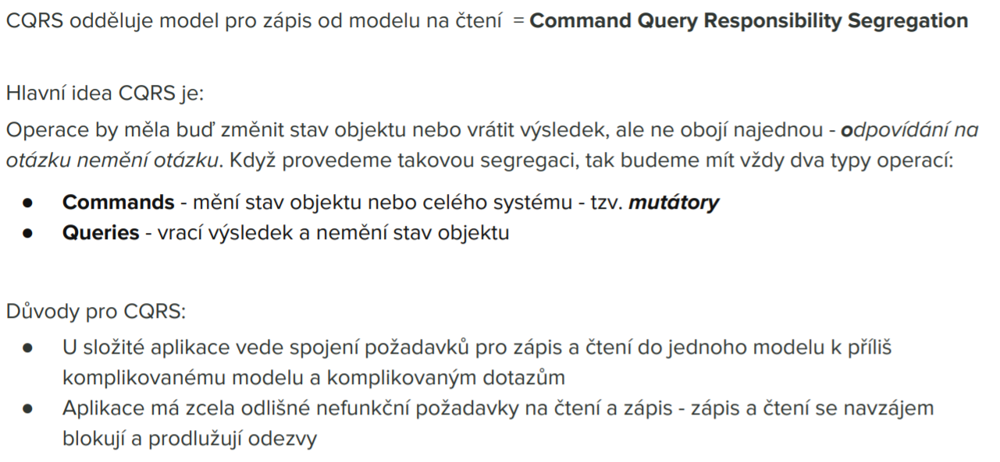 CQRS odděluje model pro zápis od modelu na čtení = Command Query Responsibility Segregation
Hlavní idea CQRS je:
Operace by měla buď změnit stav objektu nebo vrátit výsledek, ale ne obojí najednou - odpovídání na
otázku nemění otázku. Když provedeme takovou segregaci, tak budeme mít vždy dva typy operací:
● Commands - mění stav objektu nebo celého systému - tzv. mutátory
● Queries - vrací výsledek a nemění stav objektu
Důvody pro CQRS:
● U složité aplikace vede spojení požadavků pro zápis a čtení do jednoho modelu k příliš
komplikovanému modelu a komplikovaným dotazům
● Aplikace má zcela odlišné nefunkční požadavky na čtení a zápis - zápis a čtení se navzájem
blokují a prodlužují odezvy